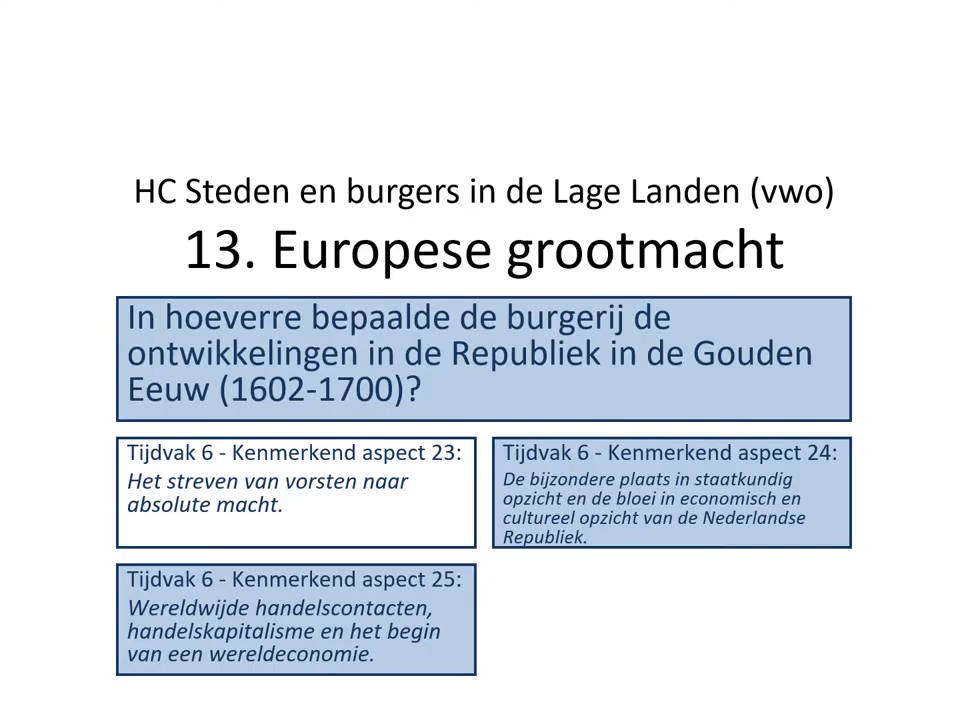 HC Steden en burgers in de Lage Landen (vwo)
13. Europese grootmacht
In hoeverre bepaalde de burgerij de
ontwikkelingen in de Republiek in de Gouden
Eeuw (1602-1700)?
Tijdvak 6 - Kenmerkend aspect 23:
Het streven van vorsten naar
absolute macht.
Tijdvak 6 - Kenmerkend aspect 24:
De bijzondere plaats in staatkundig
opzicht en de bloei in economisch en
cultureel opzicht van de Nederlandse
Republiek.
Tijdvak 6 - Kenmerkend aspect 25:
Wereldwijde handelscontacten,
handelskapitalisme en het begin
van een wereldeconomie.